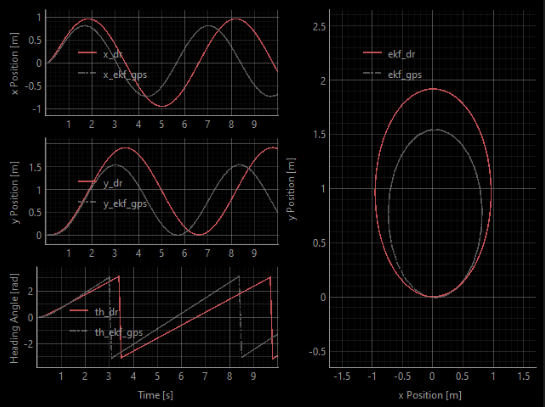 x Position [m]
1
0.5
0
-0.5
-1
x_dr
x_ekf_gps
1 2 3 4 5 6 7 8 9
y Position [m]
1.5
1
0.5
0
y_dr
y_ekf_gps
1 2 3 4 5 6 7 8 9
Heading Angle [rad]
2
0
-2
th_dr
th_ekf_gps
1 2 3 4 5 6 7 8 9
Time [s]
y Position [m]
2.5
2
1.5
1
0.5
0
-0.5
ekf_dr
ekf_gps
-1.5 -1 -0.5 0 0.5 1 1.5
x Position [m]